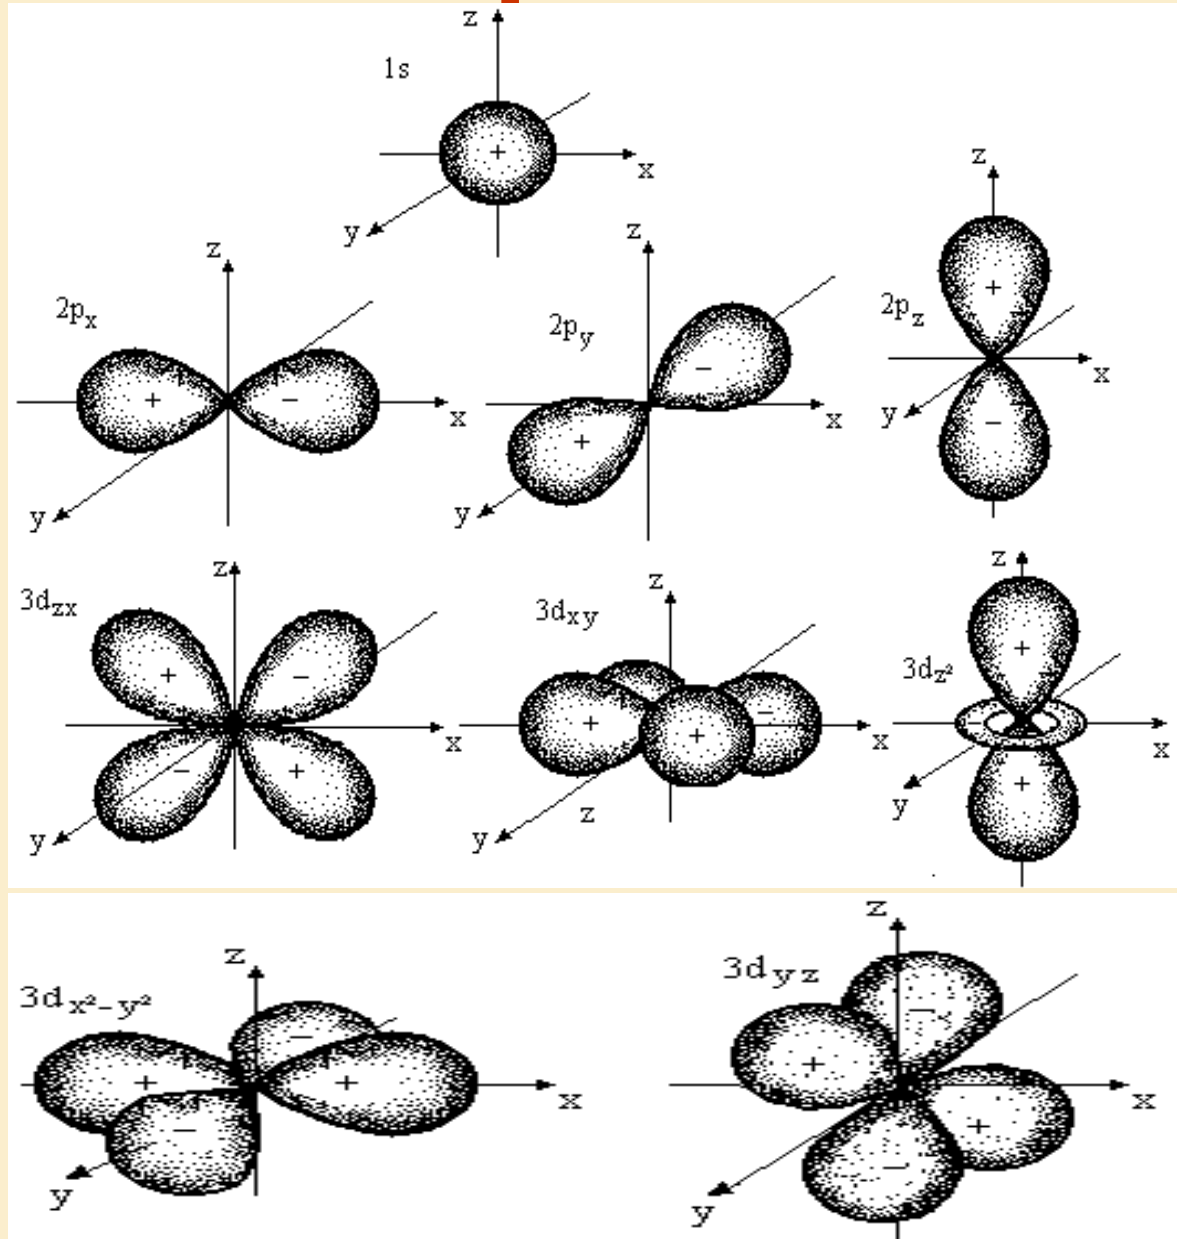 z
1s
+
x
y
z
2px
+ −
x
y
z
2py
−
+
x
y
z
2pz
+
−
x
y
z
3dzx
+ −
− +
x
y
z
3dxy
+ + −
x
y
z
z
3dz²
+
−
+
x
y
z
3dx²−y²
−
+ +
−
x
y
z
3dyz
+
+
−
x
y